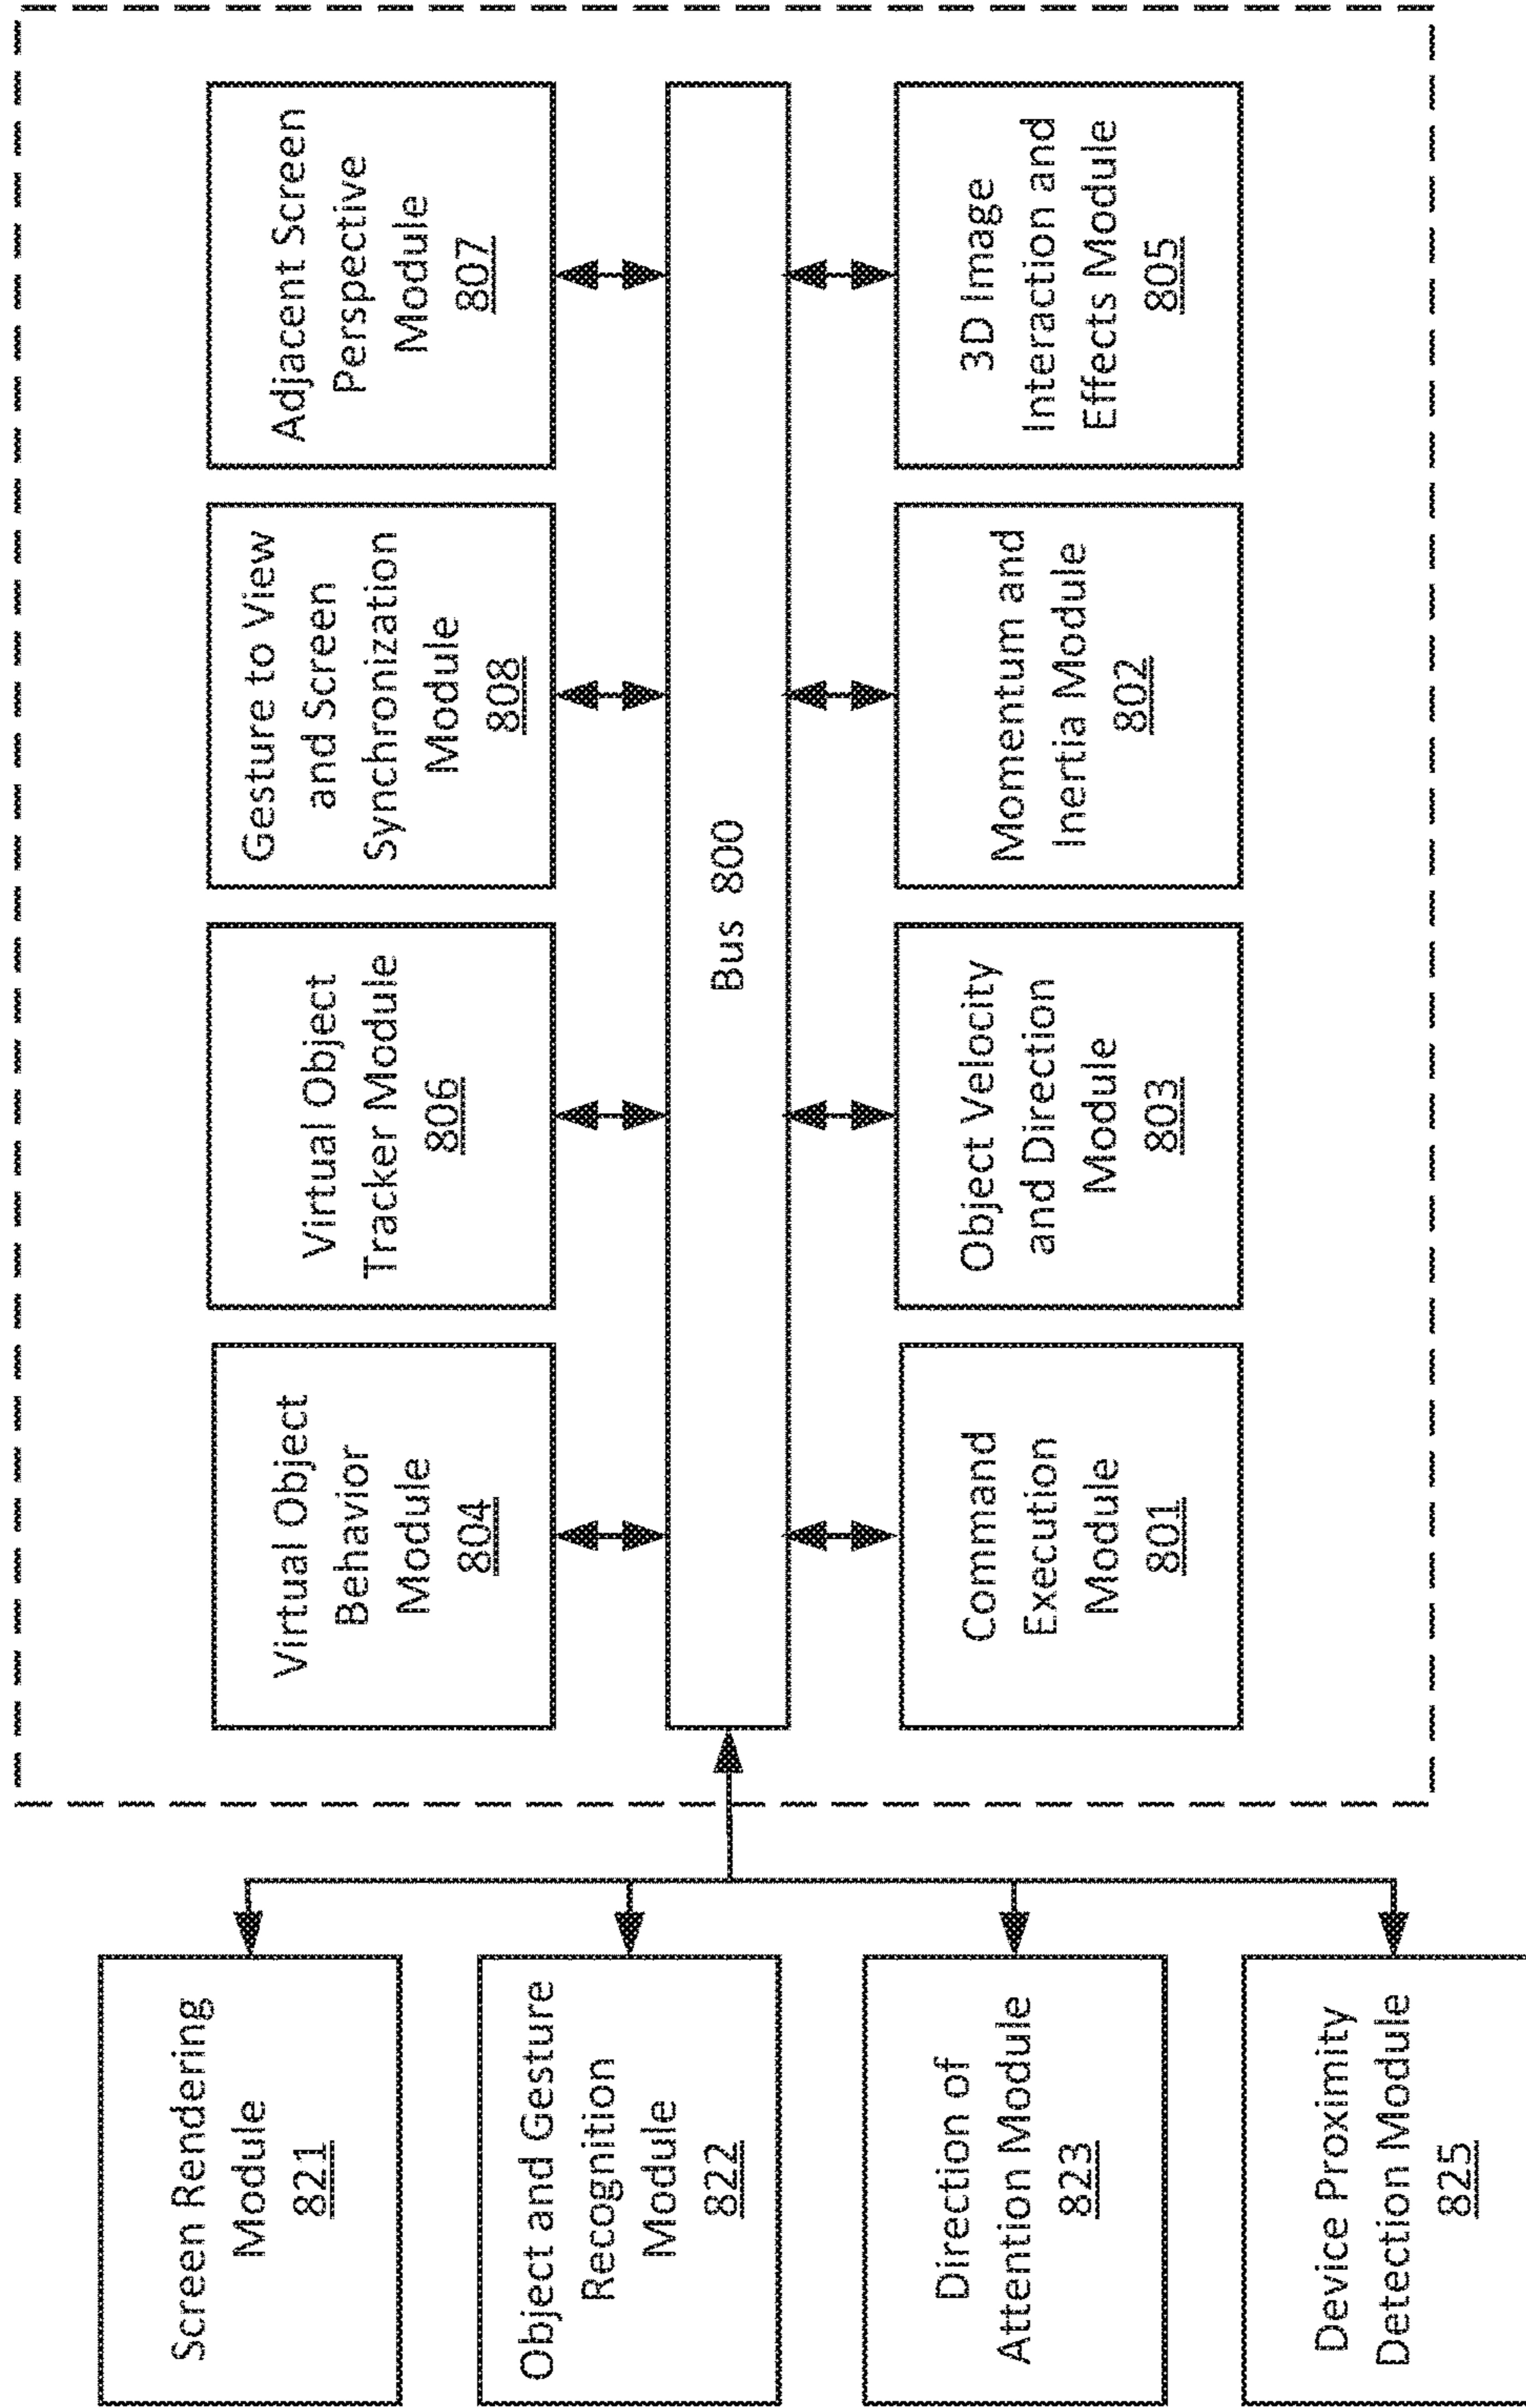 Screen Rendering
Module
821
Object and Gesture
Recognition
Module
822
Direction of
Attention Module
823
Device Proximity
Detection Module
825
Virtual Object
Behavior
Module
804
Virtual Object
Tracker Module
806
Gesture to View
and Screen
Synchronization
Module
808
Adjacent Screen
Perspective
Module
807
Bus 800
Command
Execution
Module
801
Object Velocity
and Direction
Module
803
Momentum and
Inertia Module
802
3D Image
Interaction and
Effects Module
805